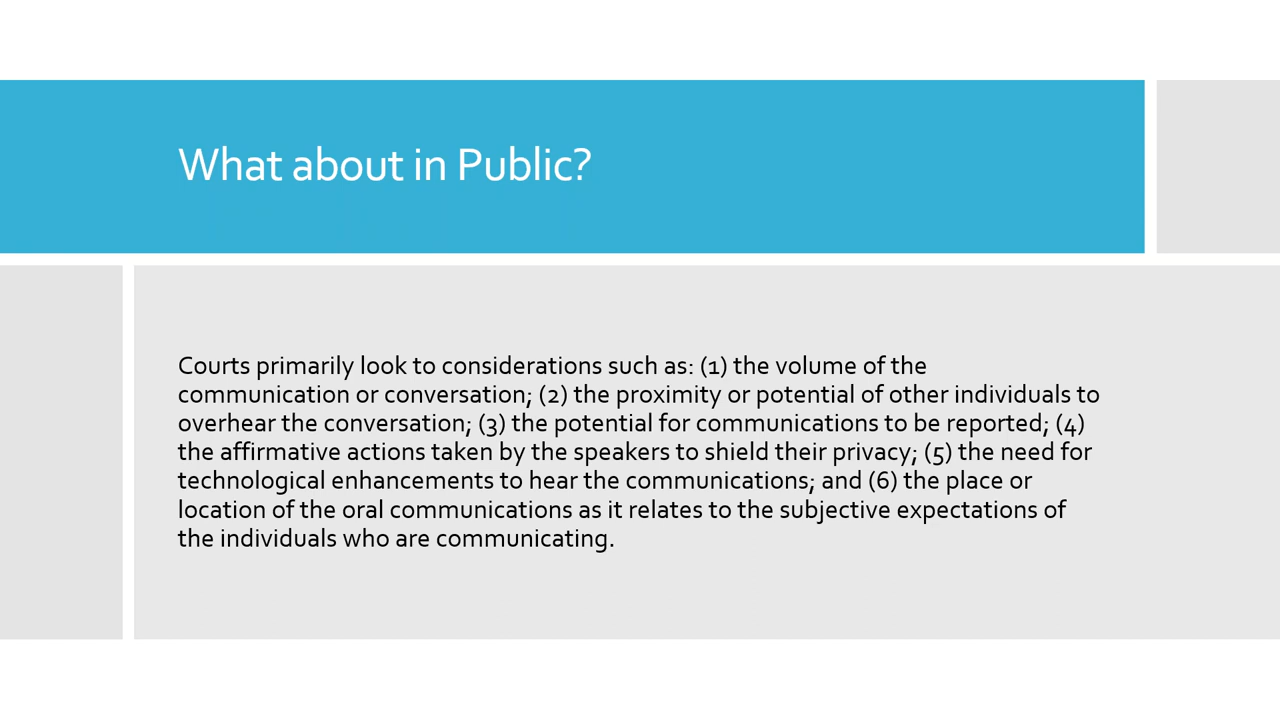 What about in Public?
Courts primarily look to considerations such as: (1) the volume of the
communication or conversation; (2) the proximity or potential of other individuals to
overhear the conversation; (3) the potential for communications to be reported; (4)
the affirmative actions taken by the speakers to shield their privacy; (5) the need for
technological enhancements to hear the communications; and (6) the place or
location of the oral communications as it relates to the subjective expectations of
the individuals who are communicating.